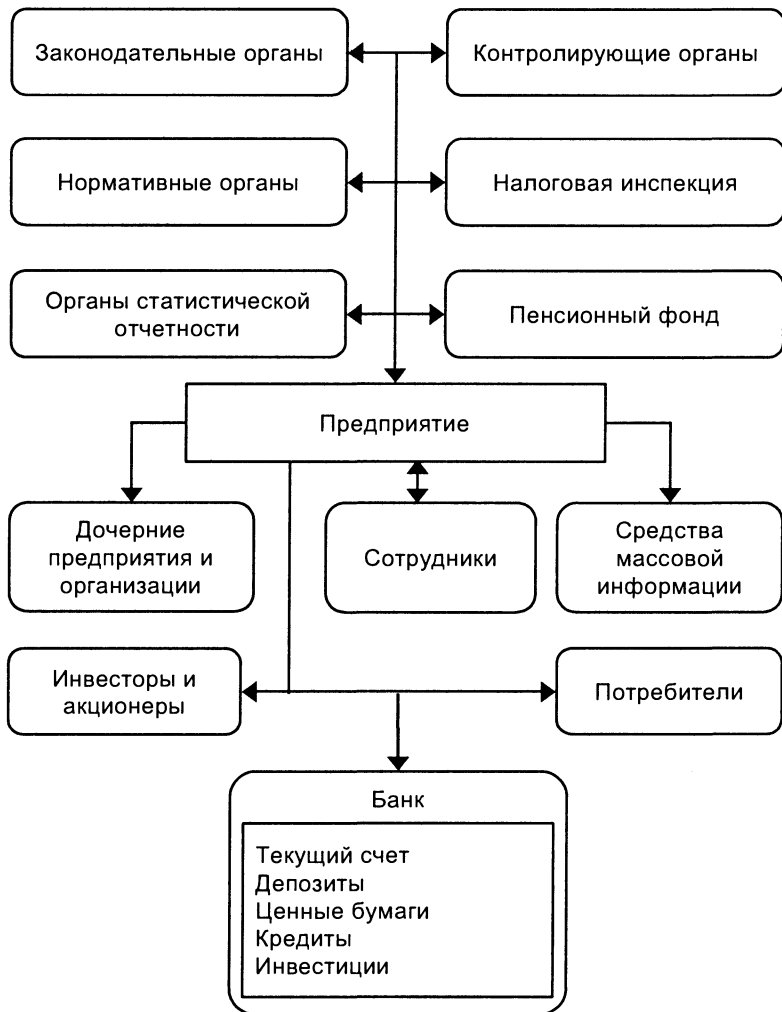 Законодательные органы
Контролирующие органы
Нормативные органы
Налоговая инспекция
Органы статистической
отчетности
Пенсионный фонд
Предприятие
Дочерние
предприятия и
организации
Сотрудники
Средства
массовой
информации
Инвесторы и
акционеры
Потребители
Банк
Текущий счет
Депозиты
Ценные бумаги
Кредиты
Инвестиции